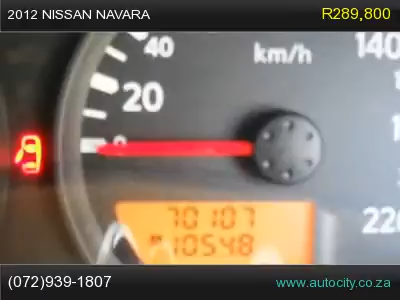 2012 NISSAN NAVARA R289,800
40 km/h 140
20
0
70107
10548 220
(072)939-1807 www.autocity.co.za